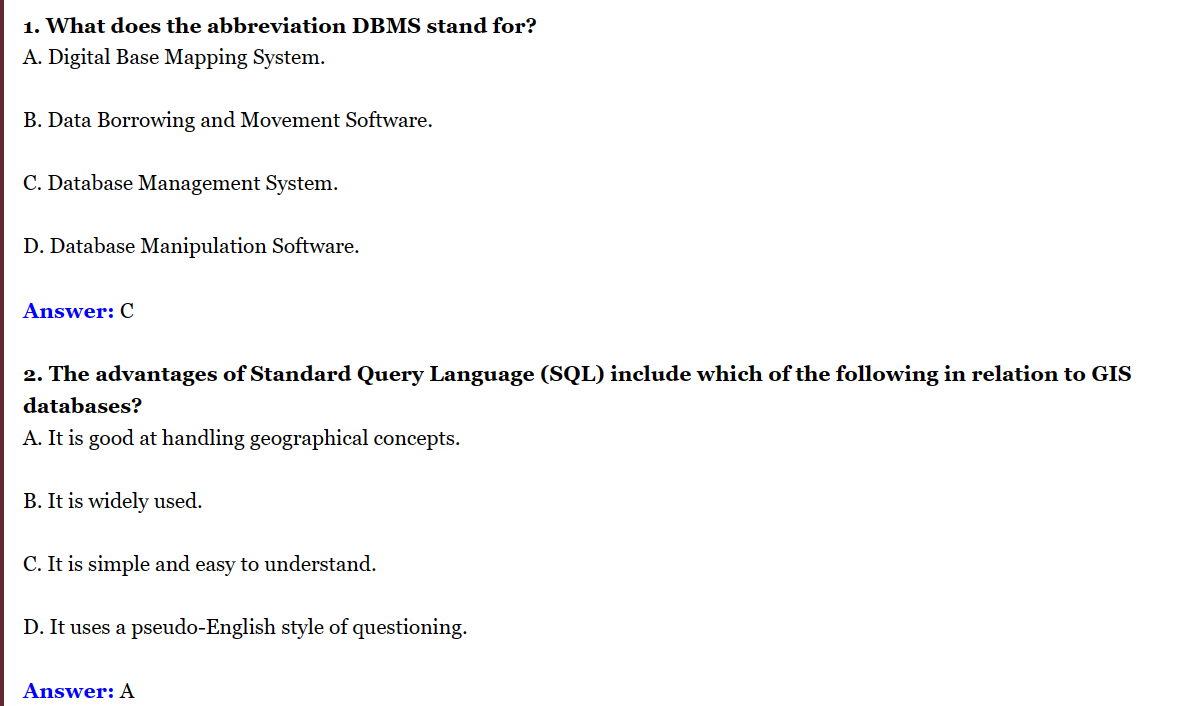 1. What does the abbreviation DBMS stand for?
A. Digital Base Mapping System.
B. Data Borrowing and Movement Software.
C. Database Management System.
D. Database Manipulation Software.
Answer: C
2. The advantages of Standard Query Language (SQL) include which of the following in relation to GIS
databases?
A. It is good at handling geographical concepts.
B. It is widely used.
C. It is simple and easy to understand.
D. It uses a pseudo-English style of questioning.
Answer: A